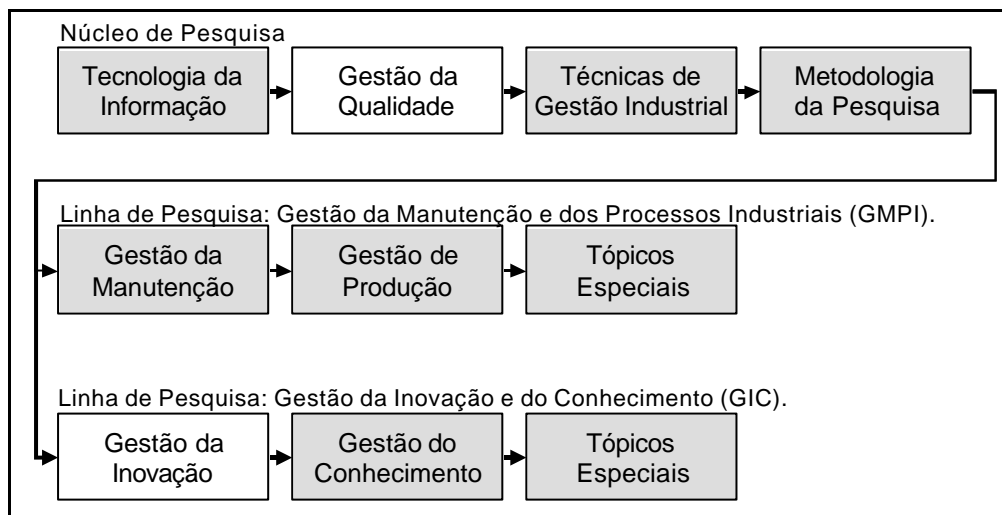 Núcleo de Pesquisa
Tecnologia da
Informação
Gestão da
Qualidade
Técnicas de
Gestão Industrial
Metodologia
da Pesquisa
Linha de Pesquisa: Gestão da Manutenção e dos Processos Industriais (GMPI).
Gestão da
Manutenção
Gestão de
Produção
Tópicos
Especiais
Linha de Pesquisa: Gestão da Inovação e do Conhecimento (GIC).
Gestão da
Inovação
Gestão do
Conhecimento
Tópicos
Especiais